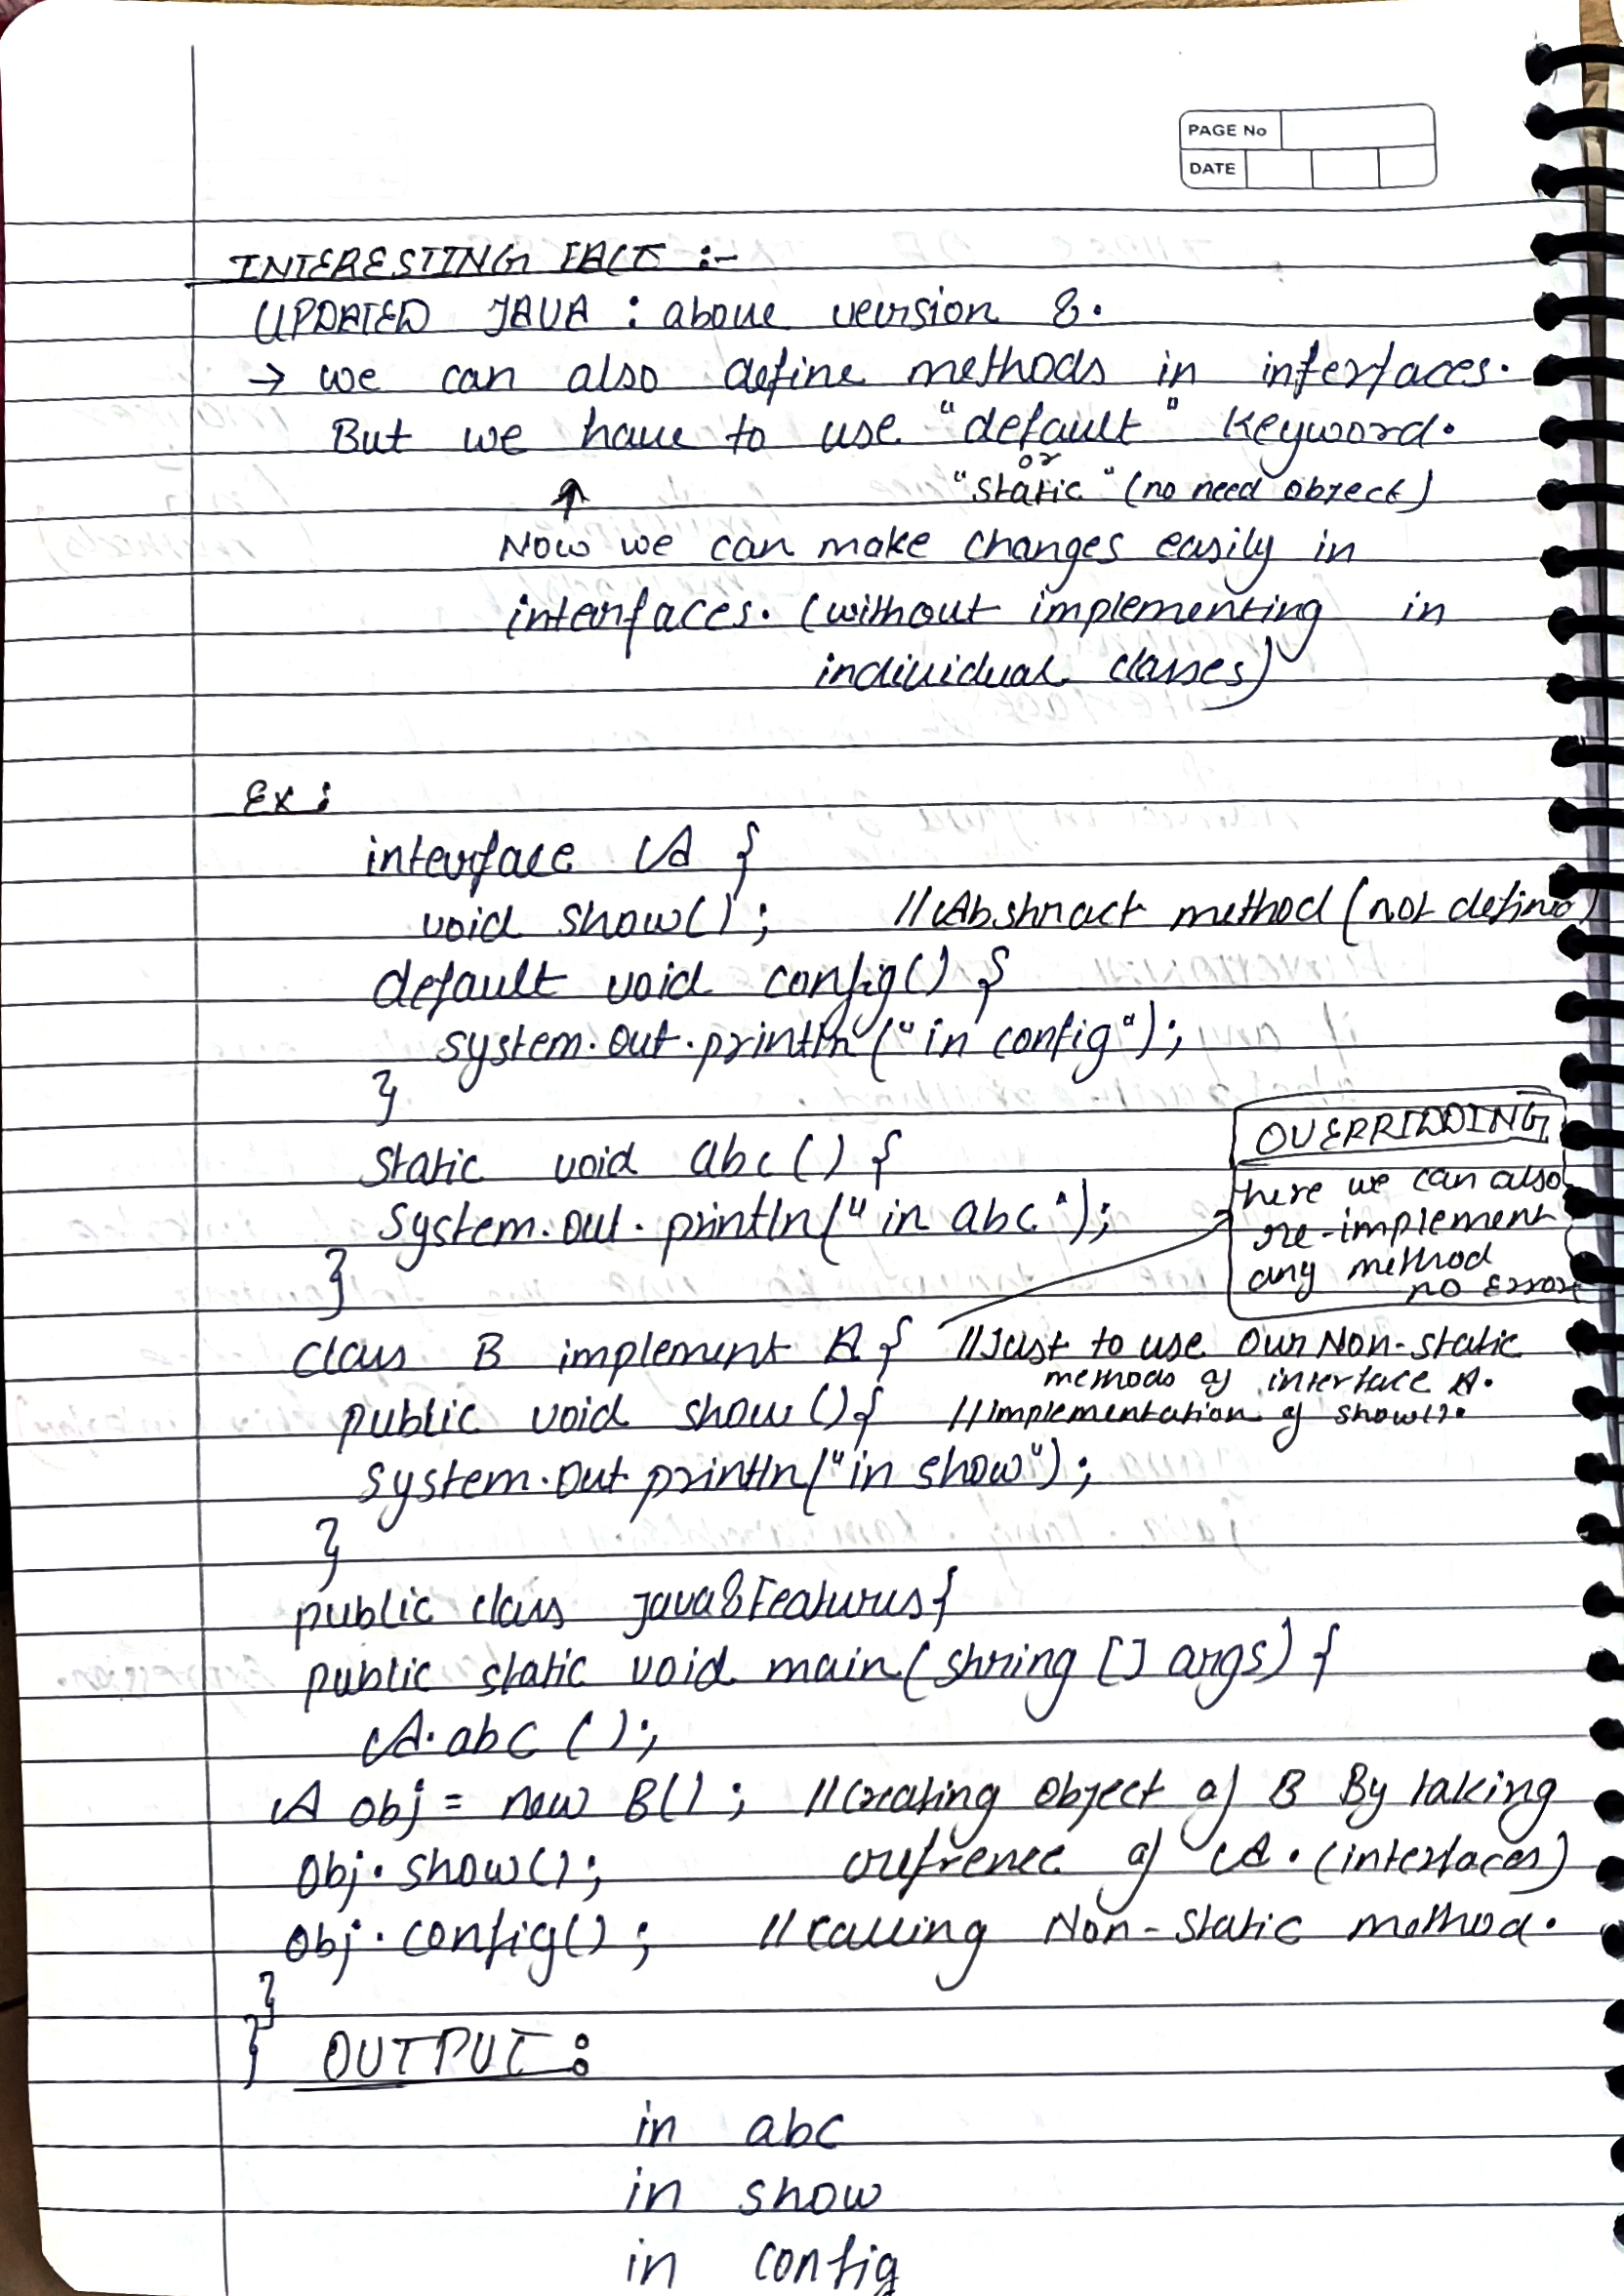 PAGE No
DATE
INTERESTING FACT :-
UPDATED JAVA : above version 8.
→ we can also define methods in interfaces.
But we have to use "default" keyword.
or
"static" (no need object)
↑
Now we can make changes easily in
interfaces. (without implementing in
individual classes)
Ex :
interface A {
void show(); //Abstract method (not define)
default void config() {
system.out.println("in config");
}
static void abc() {
system.out.println("in abc");
}
OVERRIDDING
here we can also
re-implement
any method
no Error
class B implement A { //Just to use our Non-static
methods of interface A.
public void show() { //implementation of show().
system.out println("in show");
}
public class java8Features{
public static void main(string [] args) {
A.abc ();
A obj = new B(); //Creating Object of B By taking
obj.show(); refrence of A. (interfaces)
obj.config(); //calling Non-Static method.
}
} OUTPUT :
in abc
in show
in config